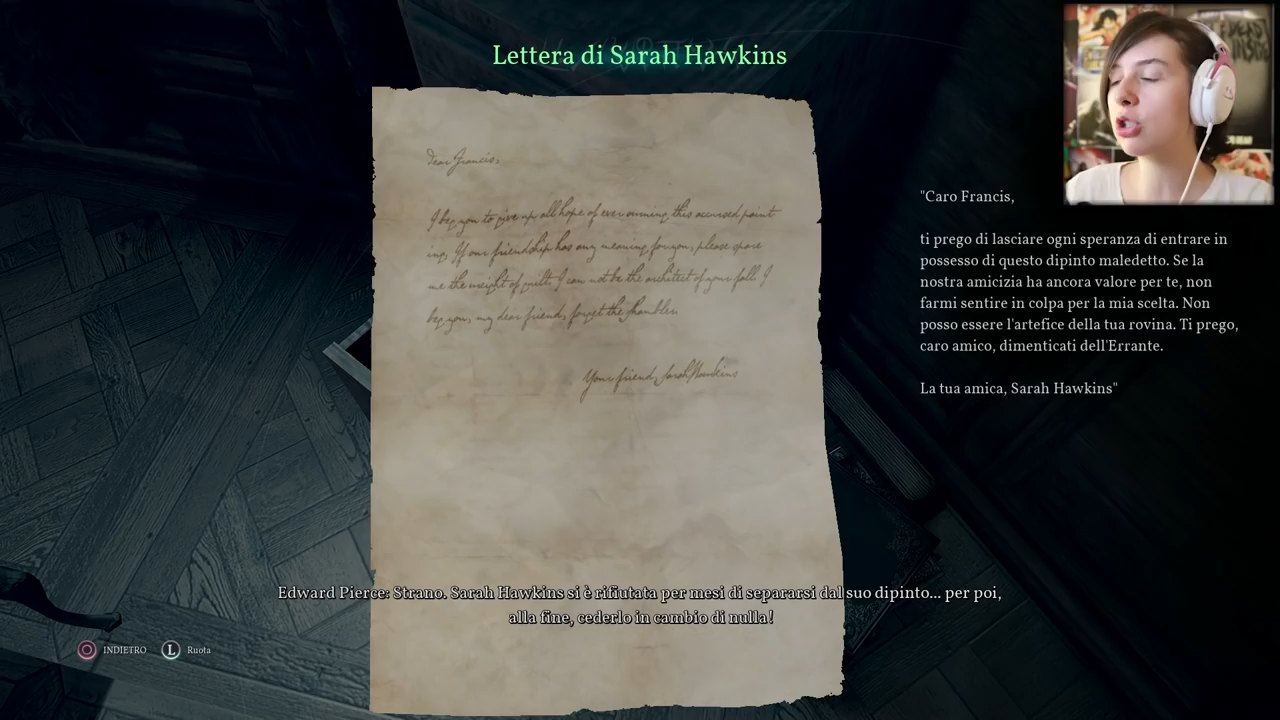 Lettera di Sarah Hawkins
Dear Francis,
I beg you to give up all hope of ever owning this accursed paint
ing. If our friendship has any meaning for you, please spare
me the weight of guilt. I can not be the architect of your fall. I
beg you, my dear friend, forget the Shambler.
Your friend, Sarah Hawkins
"Caro Francis,
ti prego di lasciare ogni speranza di entrare in
possesso di questo dipinto maledetto. Se la
nostra amicizia ha ancora valore per te, non
farmi sentire in colpa per la mia scelta. Non
posso essere l'artefice della tua rovina. Ti prego,
caro amico, dimenticati dell'Errante.
La tua amica, Sarah Hawkins"
Edward Pierce: Strano. Sarah Hawkins si è rifiutata per mesi di separarsi dal suo dipinto... per poi,
alla fine, cederlo in cambio di nulla!
INDIETRO
L Ruota